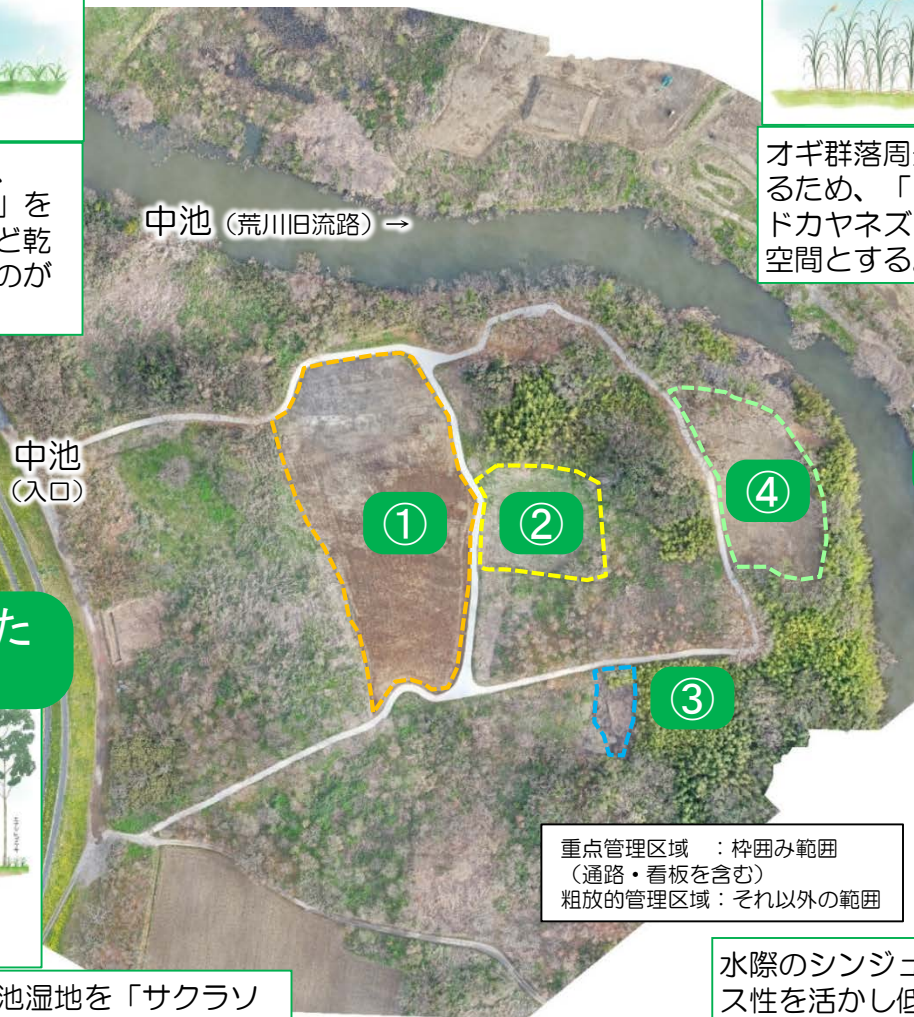 」を
ど乾
のが
オギ群落周
るため、「
ドカヤネズ
空間とする
中池（荒川旧流路）→
中池
（入口）
①
②
③
④
た
重点管理区域　：枠囲み範囲
（通路・看板を含む）
粗放的管理区域：それ以外の範囲
池湿地を「サクラソ
水際のシンジュ
ス性を活かし低